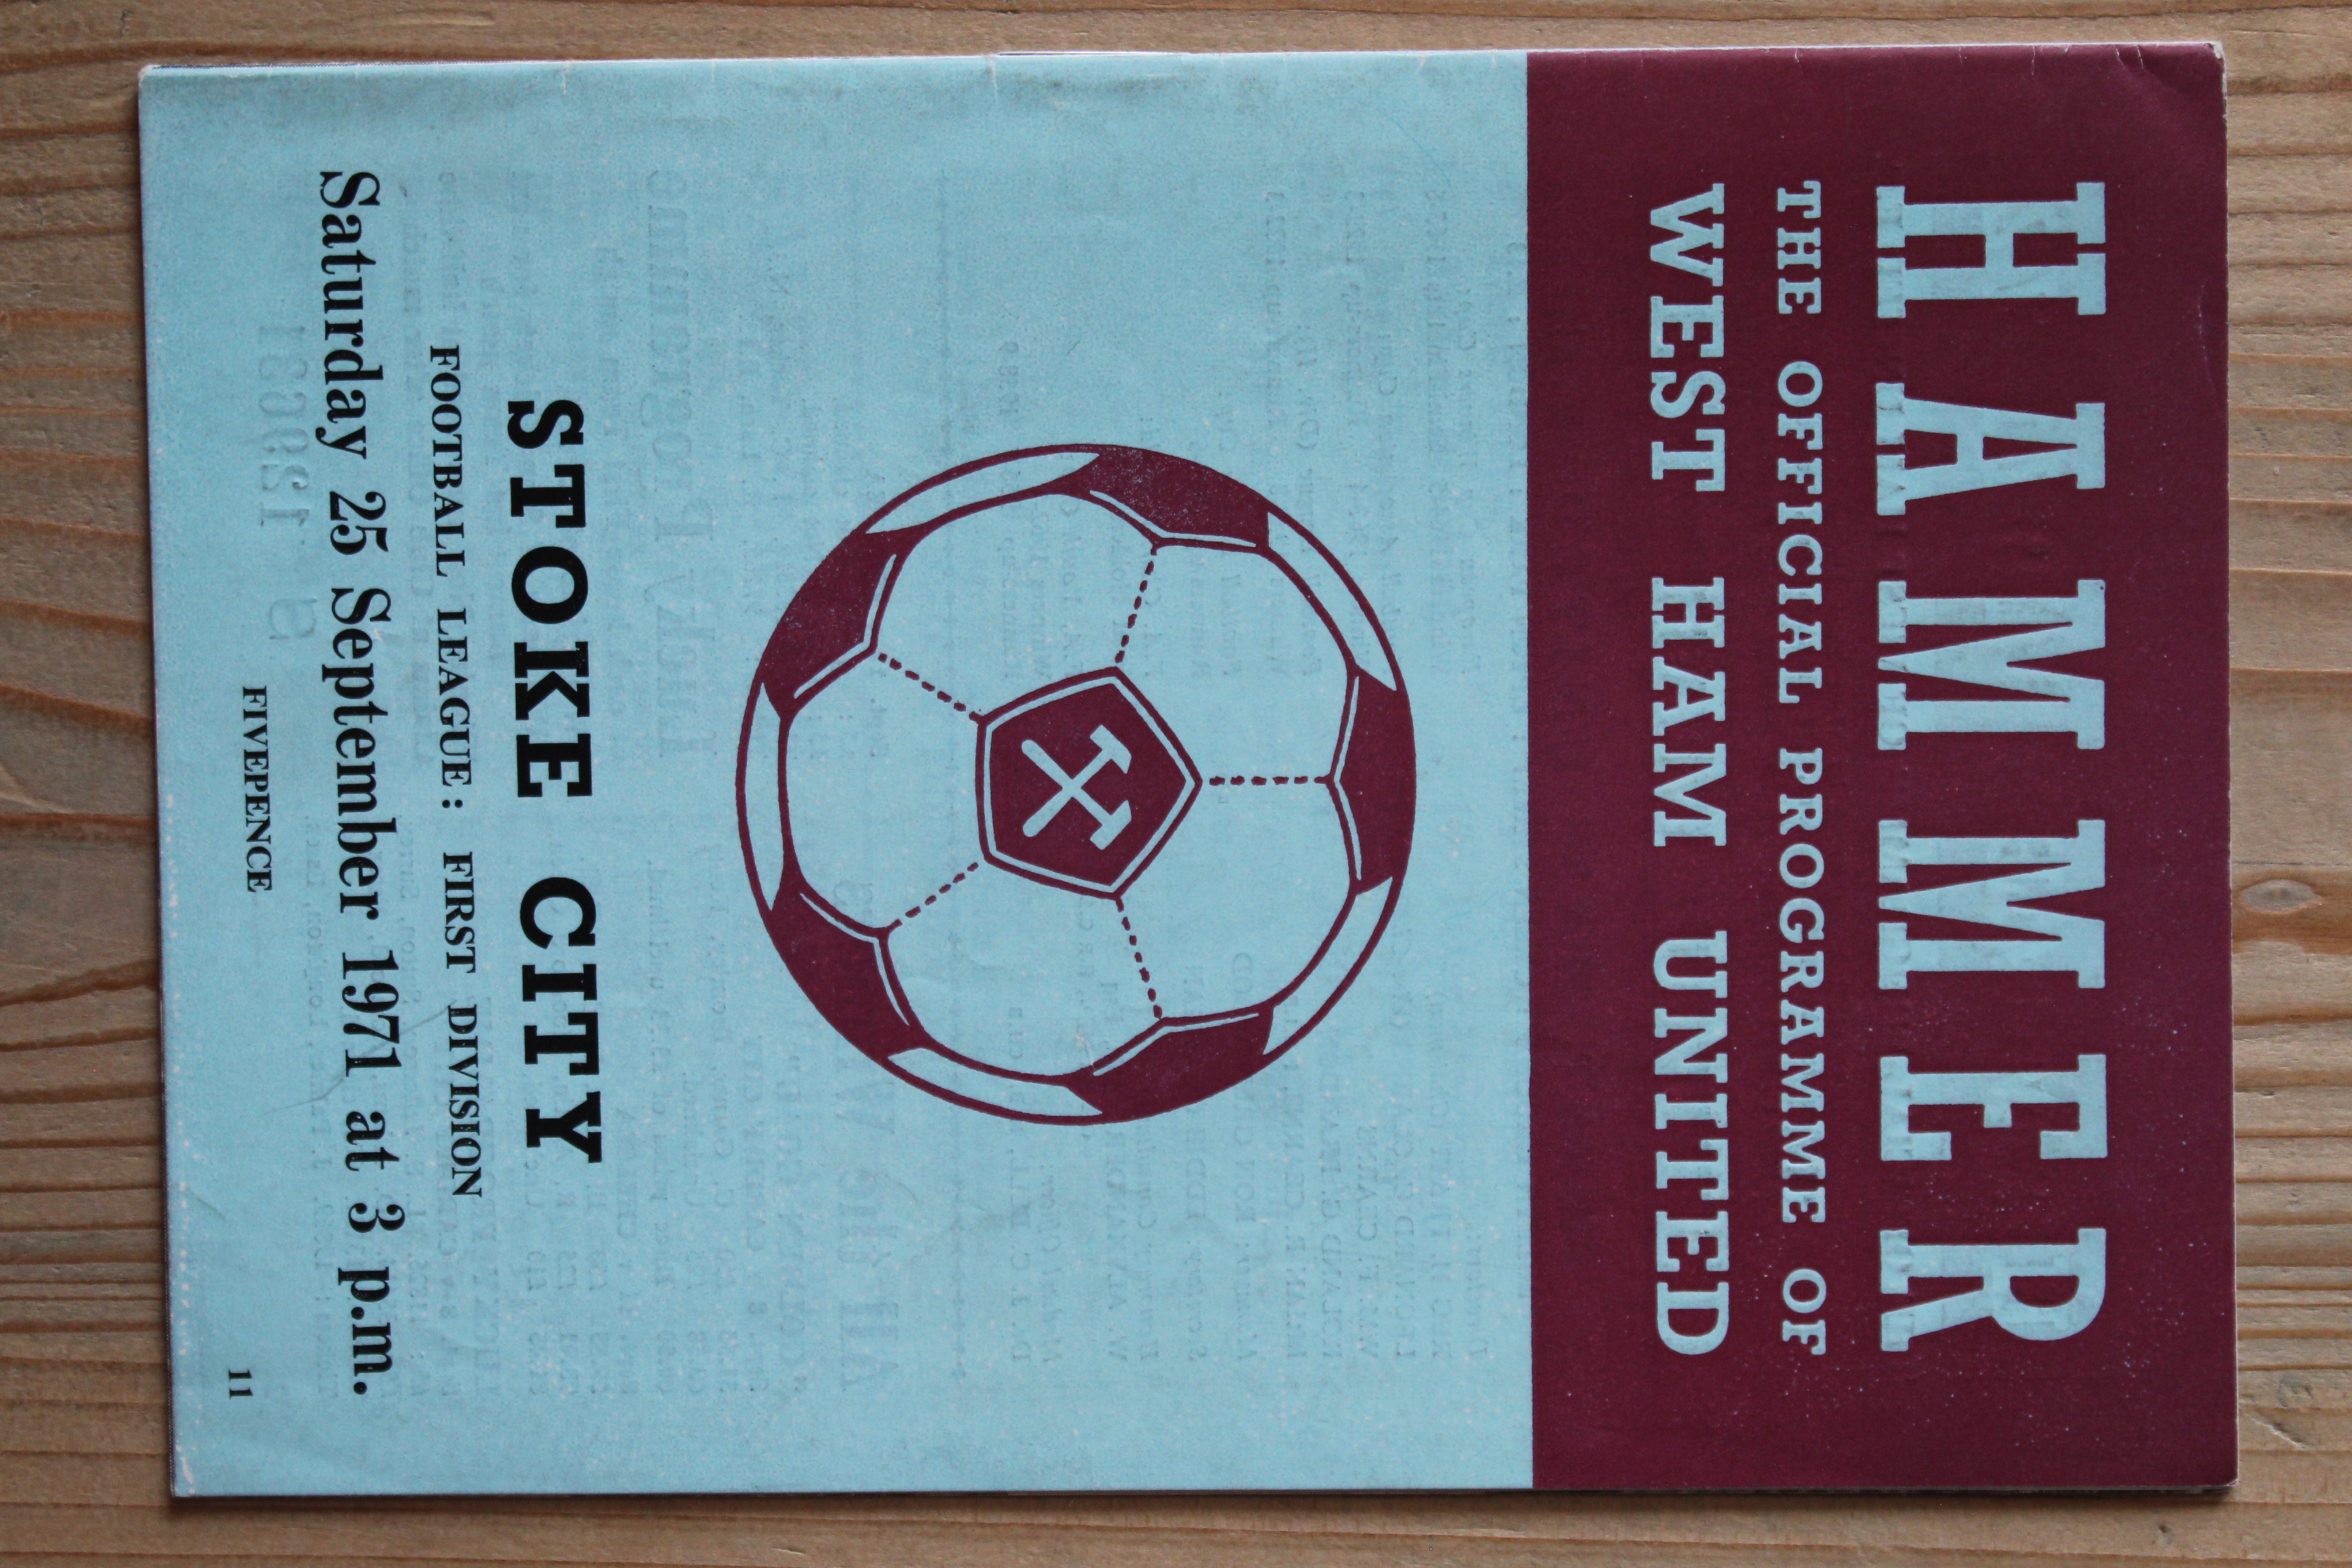 HAMMER
THE OFFICIAL PROGRAMME OF
WEST HAM UNITED
STOKE CITY
FOOTBALL LEAGUE: FIRST DIVISION
Saturday 25 September 1971 at 3 p.m.
FIVEPENCE
11